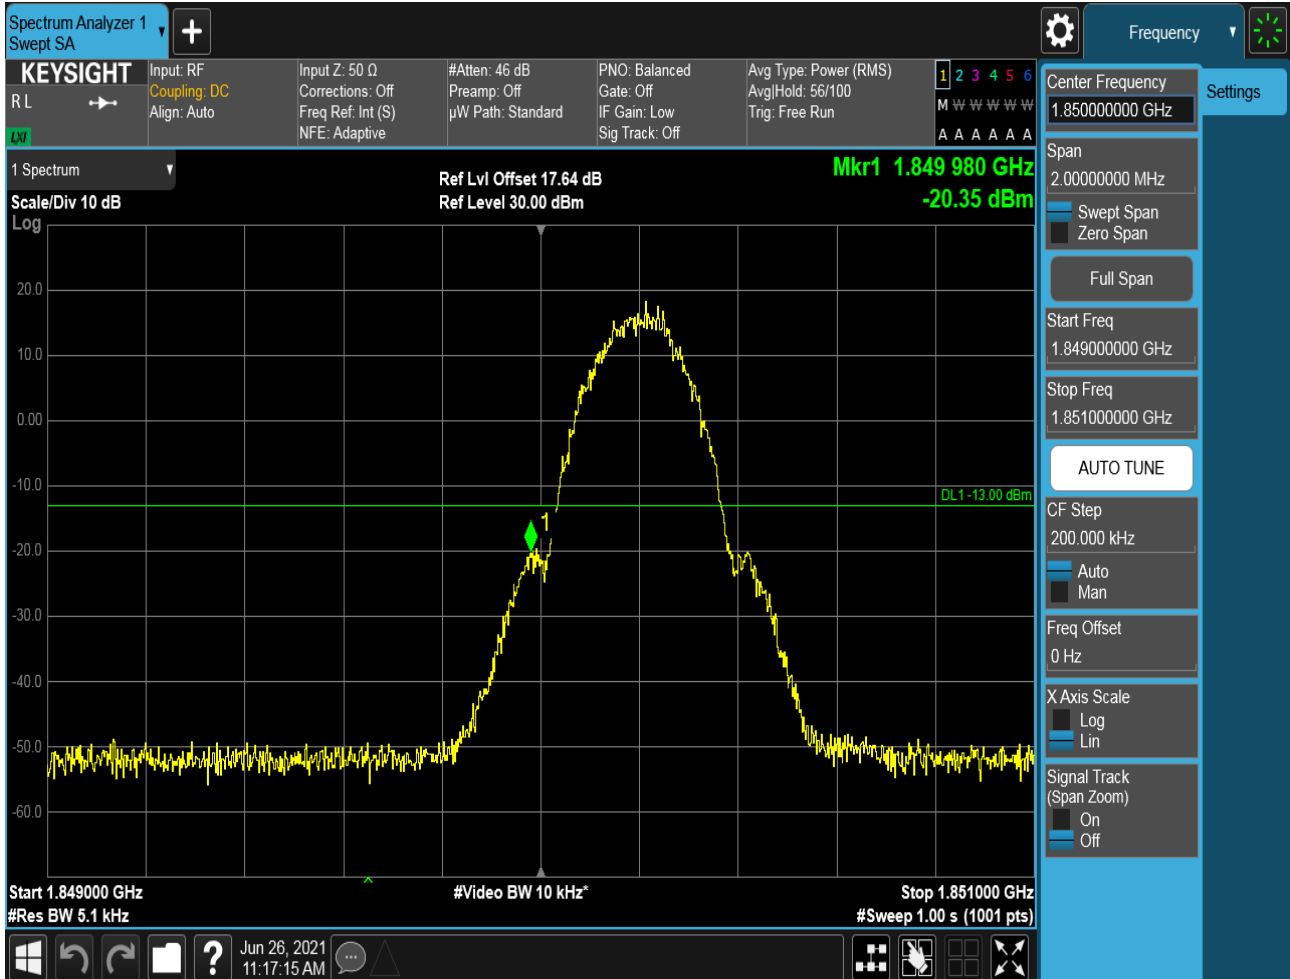 Spectrum Analyzer 1
Swept SA
Frequency
KEYSIGHT
R L
LXI
Input: RF
Coupling: DC
Align: Auto
Input Z: 50 Ω
Corrections: Off
Freq Ref: Int (S)
NFE: Adaptive
#Atten: 46 dB
Preamp: Off
µW Path: Standard
PNO: Balanced
Gate: Off
IF Gain: Low
Sig Track: Off
Avg Type: Power (RMS)
Avg|Hold: 56/100
Trig: Free Run
1 2 3 4 5 6
M W W W W W
A A A A A A
1 Spectrum
Scale/Div 10 dB
Log
Ref Lvl Offset 17.64 dB
Ref Level 30.00 dBm
Mkr1 1.849 980 GHz
-20.35 dBm
20.0
10.0
0.00
-10.0
-20.0
-30.0
-40.0
-50.0
-60.0
DL1 -13.00 dBm
1
Start 1.849000 GHz
#Res BW 5.1 kHz
#Video BW 10 kHz*
Stop 1.851000 GHz
#Sweep 1.00 s (1001 pts)
Center Frequency
1.850000000 GHz
Settings
Span
2.00000000 MHz
Swept Span
Zero Span
Full Span
Start Freq
1.849000000 GHz
Stop Freq
1.851000000 GHz
AUTO TUNE
CF Step
200.000 kHz
Auto
Man
Freq Offset
0 Hz
X Axis Scale
Log
Lin
Signal Track
(Span Zoom)
On
Off
?
Jun 26, 2021
11:17:15 AM